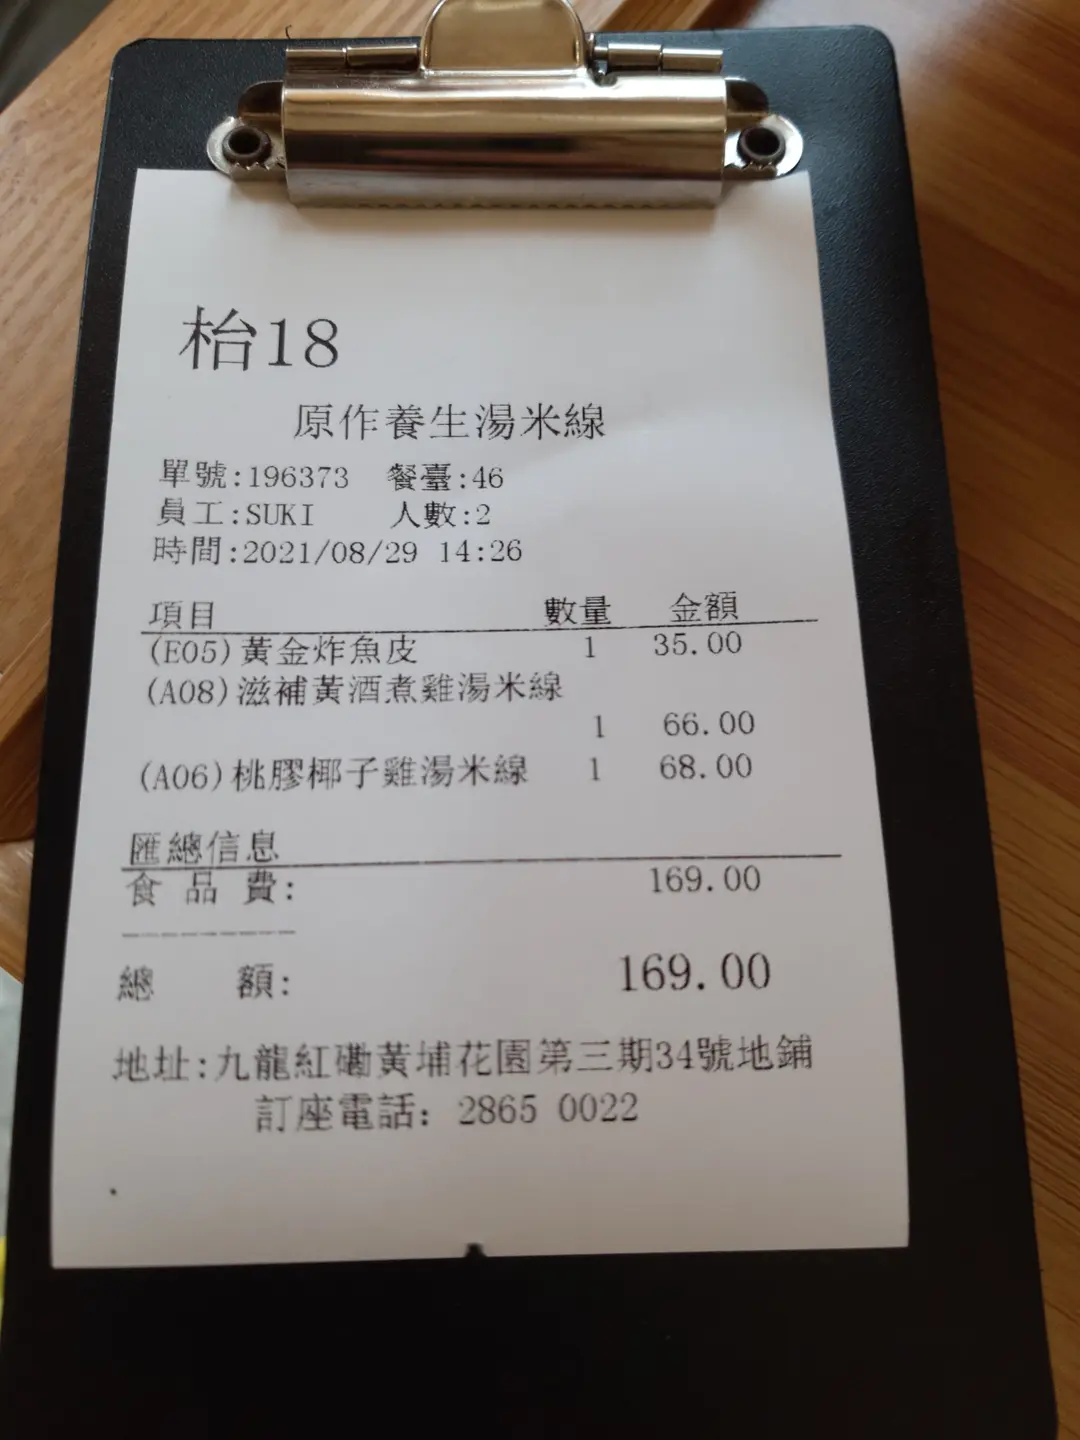 枱18
原作養生湯米線
單號:196373 餐臺:46
員工:SUKI 人數:2
時間:2021/08/29 14:26
項目 數量 金額
(E05)黃金炸魚皮 1 35.00
(A08)滋補黃酒煮雞湯米線
1 66.00
(A06)桃膠椰子雞湯米線 1 68.00
匯總信息
食品費: 169.00
--------
總額: 169.00
地址:九龍紅磡黃埔花園第三期34號地鋪
訂座電話: 2865 0022